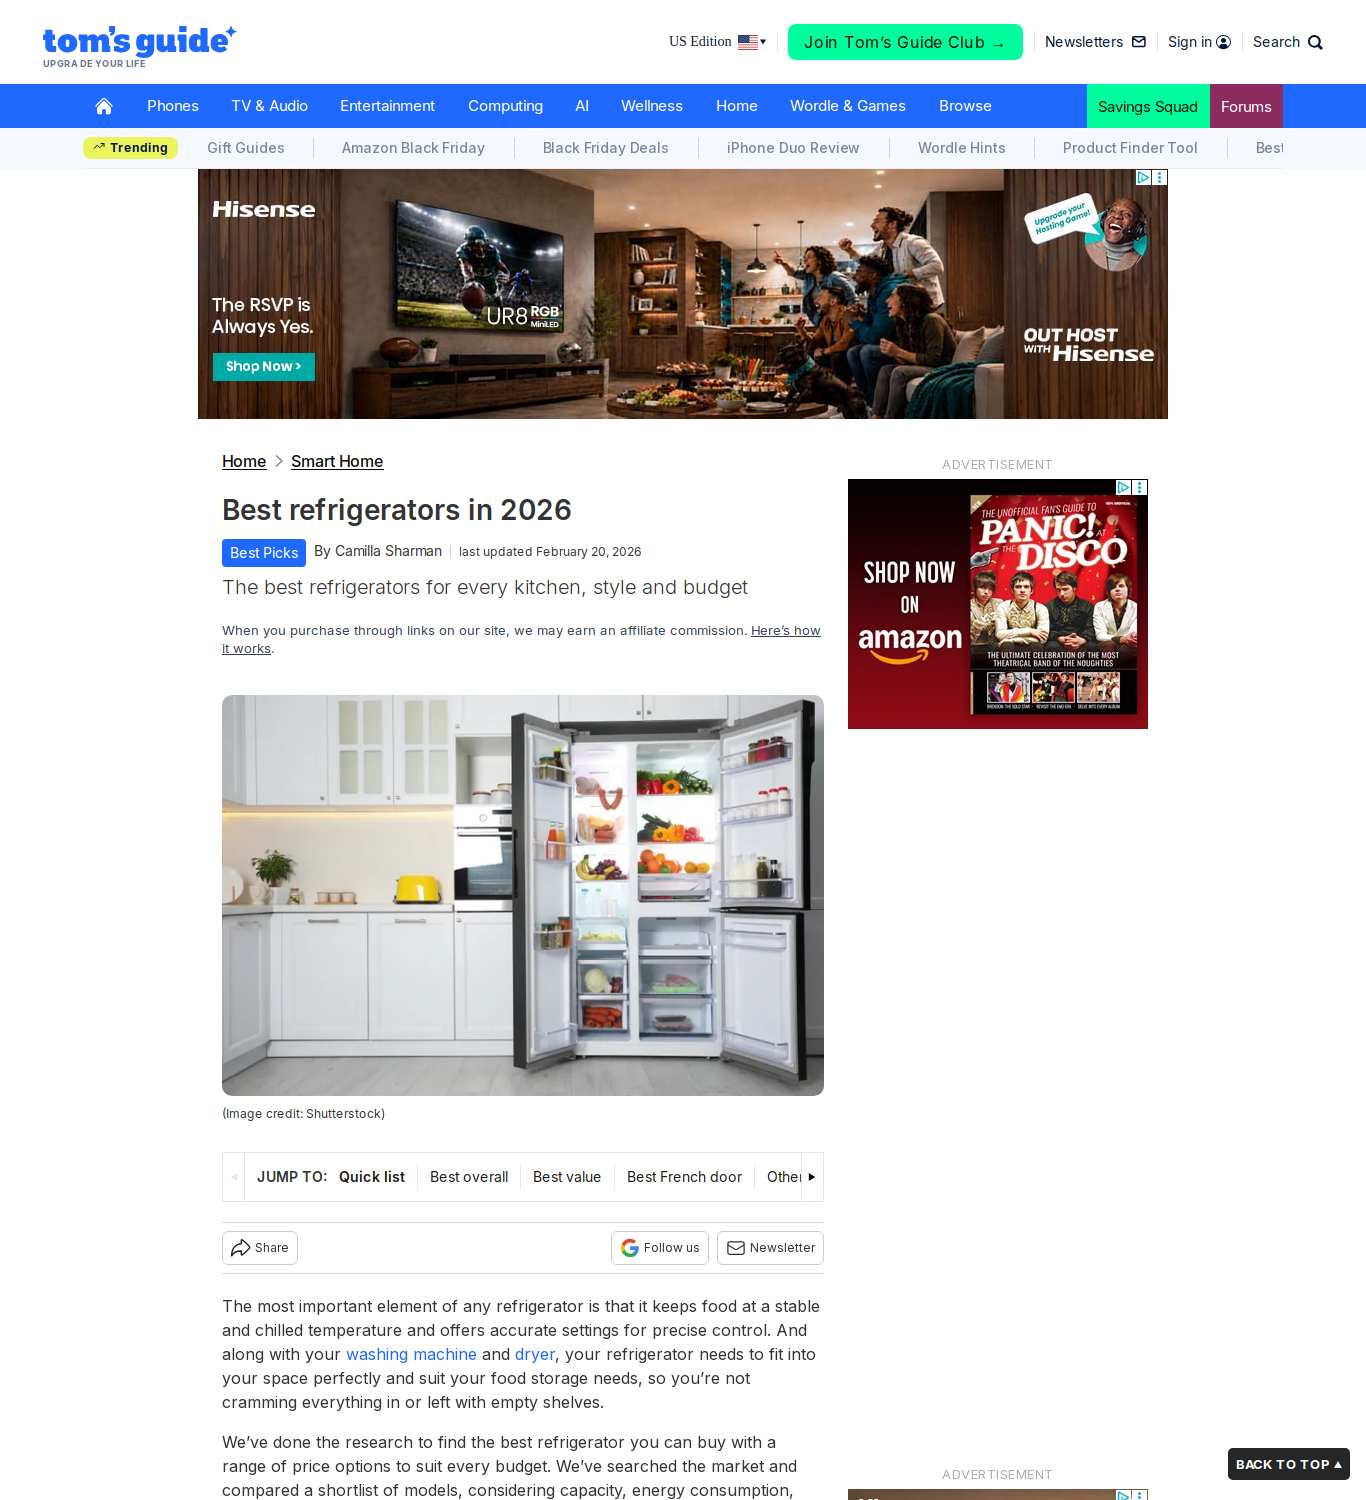 tom's guide
UPGRADE YOUR LIFE
US Edition
Join Tom's Guide Club →
Newsletters
Sign in
Search
Phones
TV & Audio
Entertainment
Computing
AI
Wellness
Home
Wordle & Games
Browse
Savings Squad
Forums
Trending
Gift Guides
Amazon Black Friday
Black Friday Deals
iPhone Duo Review
Wordle Hints
Product Finder Tool
Best
Hisense
The RSVP is
Always Yes.
Shop Now >
UR8 RGB
MiniLED
Upgrade your
Hosting Game!
OUT HOST
WITH Hisense
Home
Smart Home
ADVERTISEMENT
Best refrigerators in 2026
Best Picks
By Camilla Sharman
last updated February 20, 2026
The best refrigerators for every kitchen, style and budget
When you purchase through links on our site, we may earn an affiliate commission. Here's how
it works.
SHOP NOW
ON
amazon
THE UNOFFICIAL FAN'S GUIDE TO
PANIC! AT
THE DISCO
THE ULTIMATE CELEBRATION OF THE MOST
THEATRICAL BAND OF THE NOUGHTIES
(Image credit: Shutterstock)
JUMP TO:
Quick list
Best overall
Best value
Best French door
Other
Share
Follow us
Newsletter
The most important element of any refrigerator is that it keeps food at a stable
and chilled temperature and offers accurate settings for precise control. And
along with your washing machine and dryer, your refrigerator needs to fit into
your space perfectly and suit your food storage needs, so you're not
cramming everything in or left with empty shelves.
We've done the research to find the best refrigerator you can buy with a
range of price options to suit every budget. We've searched the market and
compared a shortlist of models, considering capacity, energy consumption,
ADVERTISEMENT
BACK TO TOP